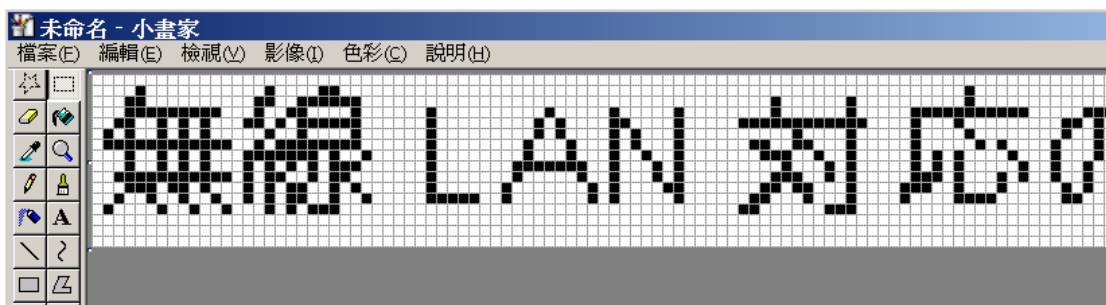 未命名 - 小畫家
檔案(F) 編輯(E) 檢視(V) 影像(I) 色彩(C) 說明(H)
A
無線 LAN 対応の